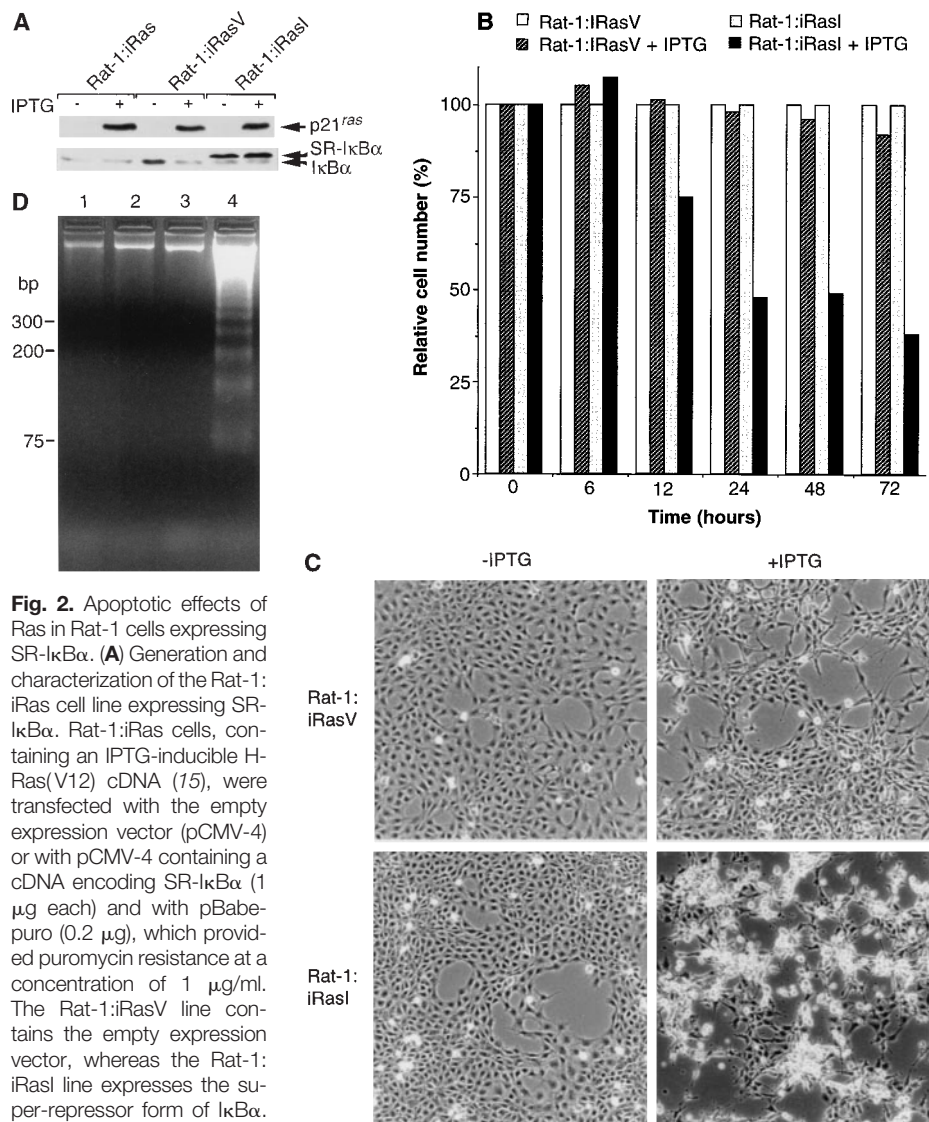 A
Rat-1:iRas
Rat-1:iRasV
Rat-1:iRasI
IPTG - + - + - +
p21ras
SR-IκBα
IκBα
B
Rat-1:IRasV
Rat-1:iRasI
Rat-1:IRasV + IPTG
Rat-1:iRasI + IPTG
Relative cell number (%)
100
75
50
25
0
0 6 12 24 48 72
Time (hours)
D
1 2 3 4
bp
300
200
75
C
-IPTG
+IPTG
Rat-1:
iRasV
Rat-1:
iRasI
Fig. 2. Apoptotic effects of
Ras in Rat-1 cells expressing
SR-IκBα. (A) Generation and
characterization of the Rat-1:
iRas cell line expressing SR-
IκBα. Rat-1:iRas cells, con-
taining an IPTG-inducible H-
Ras(V12) cDNA (15), were
transfected with the empty
expression vector (pCMV-4)
or with pCMV-4 containing a
cDNA encoding SR-IκBα (1
μg each) and with pBabe-
puro (0.2 μg), which provid-
ed puromycin resistance at a
concentration of 1 μg/ml.
The Rat-1:iRasV line con-
tains the empty expression
vector, whereas the Rat-1:
iRasI line expresses the su-
per-repressor form of IκBα.